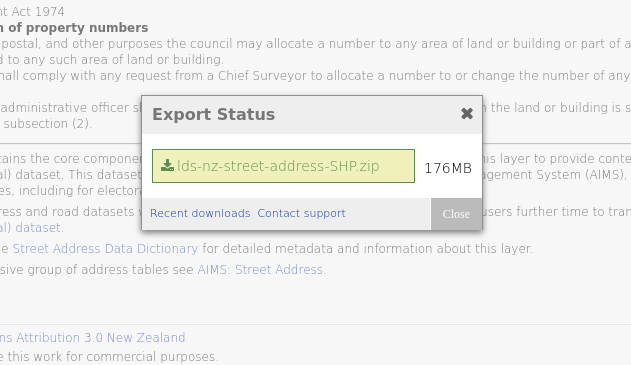 nt Act 1974
n of property numbers
postal, and other purposes the council may allocate a number to any area of land or building or part of a
d to any such area of land or building.
hall comply with any request from a Chief Surveyor to allocate a number to or change the number of any
administrative officer s
n the land or building is s
subsection (2).
Export Status
✖
lds-nz-street-address-SHP.zip
176MB
Recent downloads Contact support
Close
tains the core componen
his layer to provide conte
al) dataset. This dataset
agement System (AIMS),
es, including for electora
ress and road datasets
users further time to tran
al) dataset.
e Street Address Data Dictionary for detailed metadata and information about this layer.
sive group of address tables see AIMS: Street Address.
ns Attribution 3.0 New Zealand
e this work for commercial purposes.